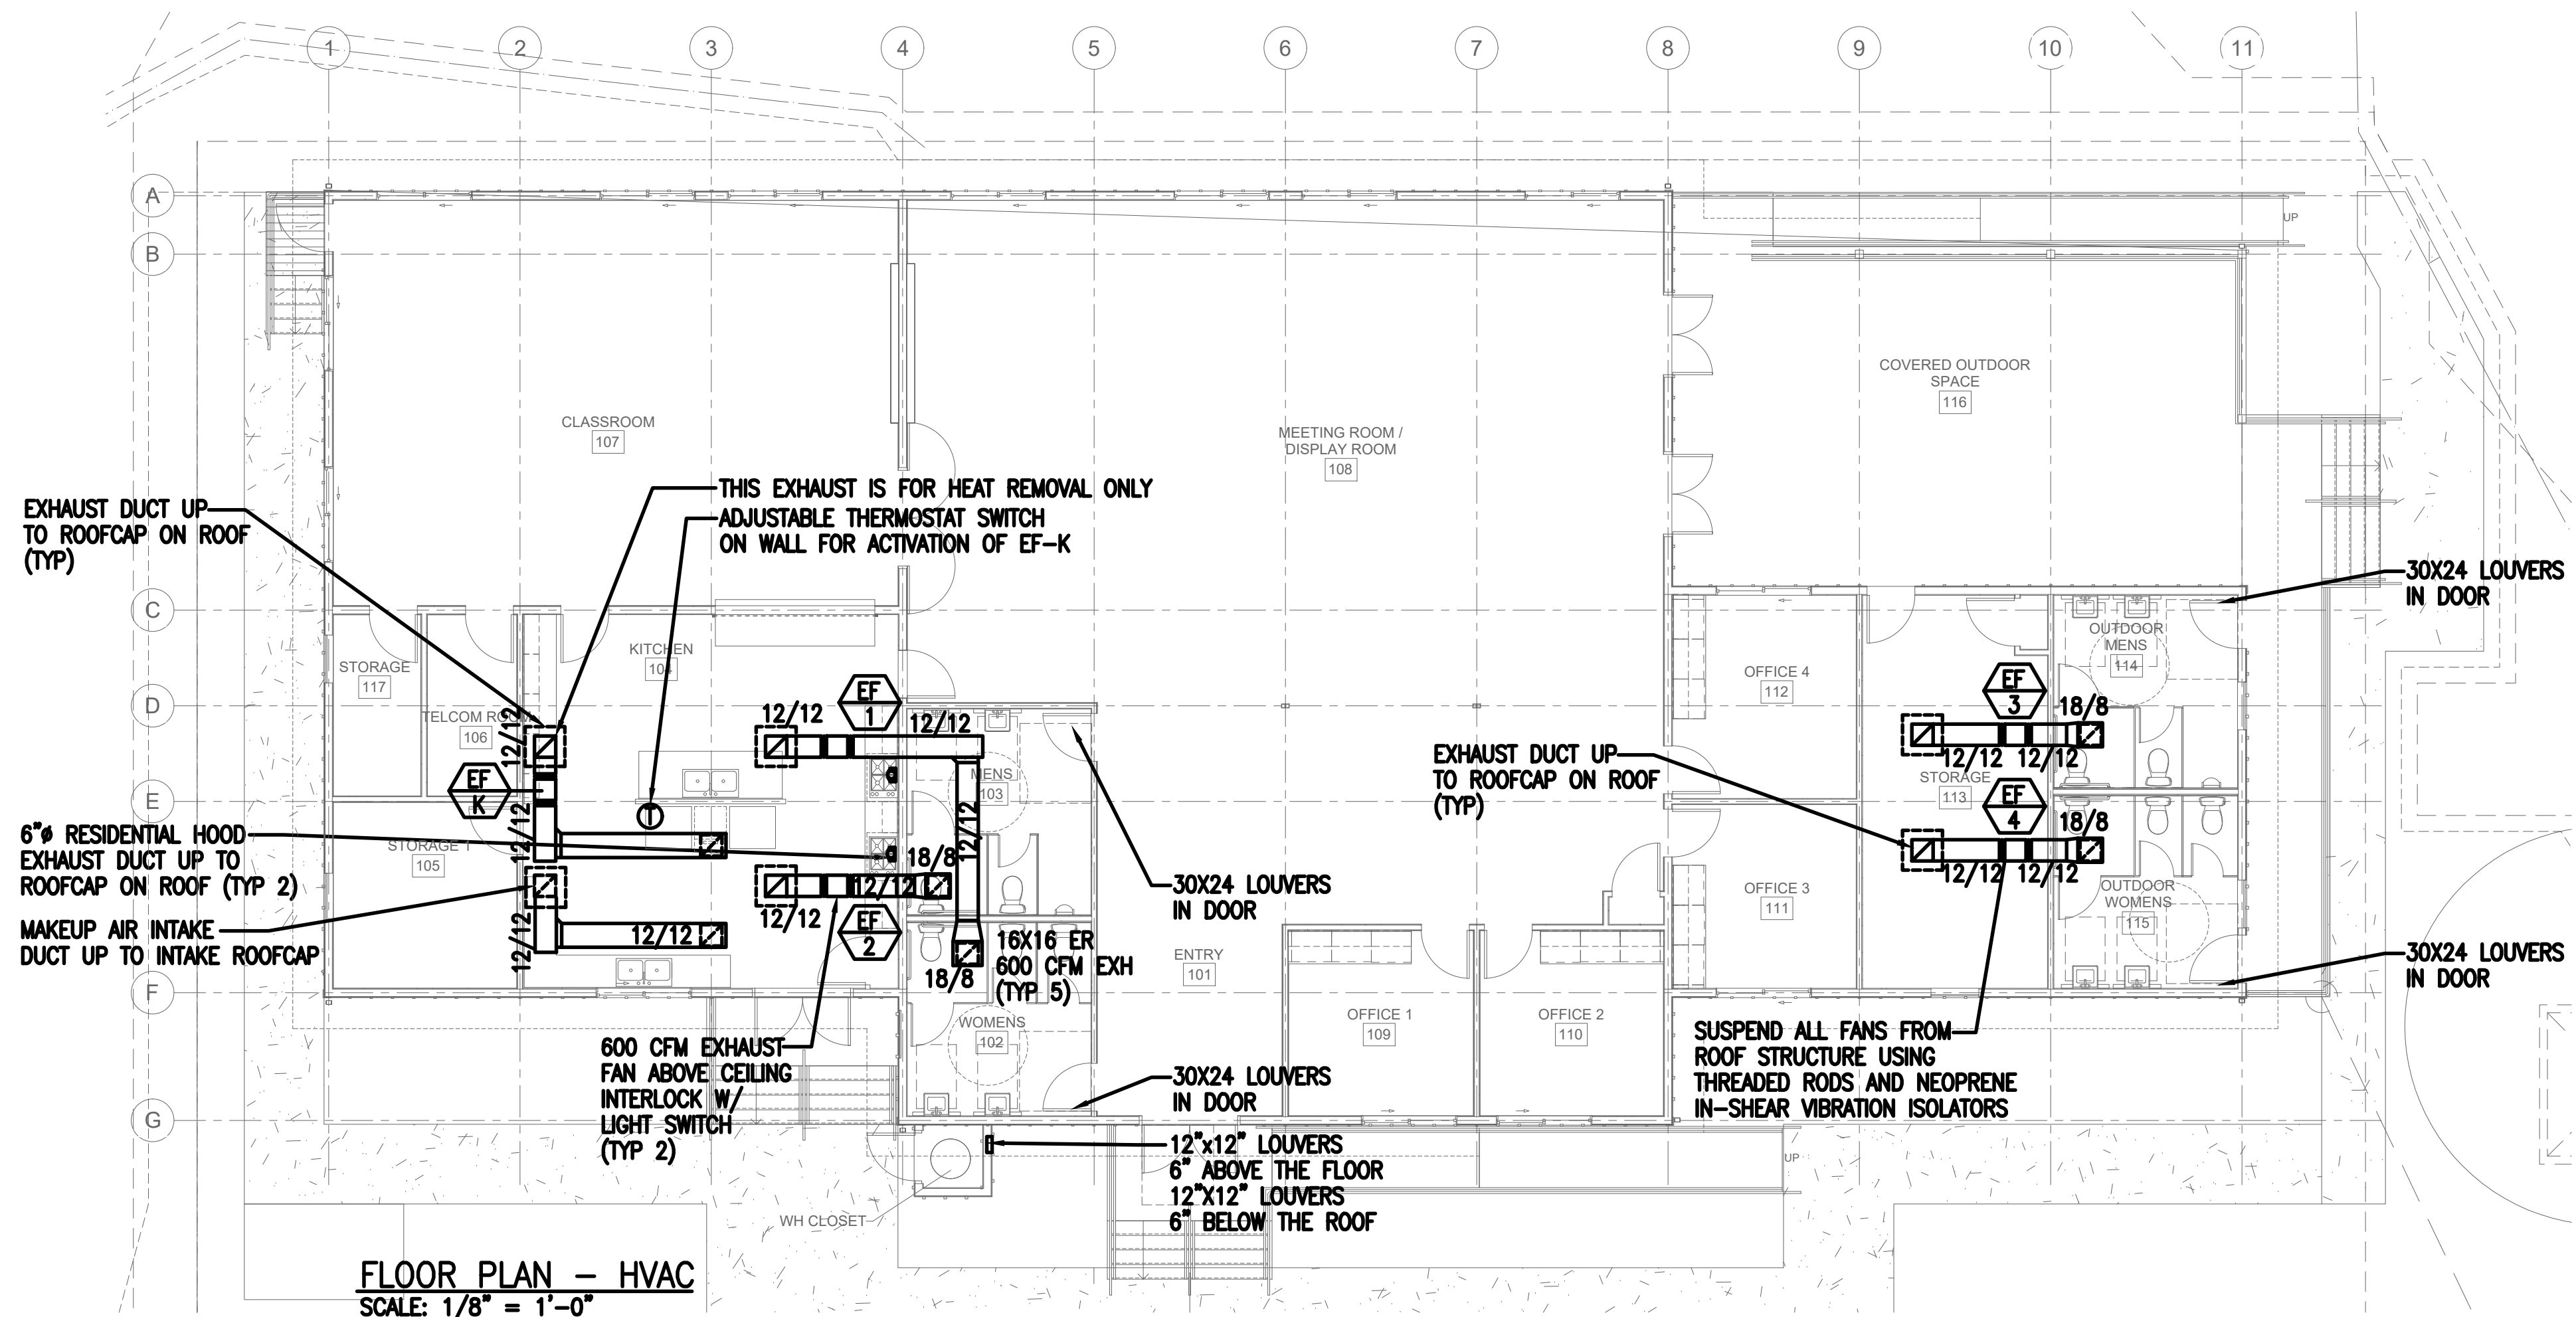 1
2
3
4
5
6
7
8
9
10
11
A
B
C
D
E
F
G
UP
COVERED OUTDOOR
SPACE
116
CLASSROOM
107
MEETING ROOM /
DISPLAY ROOM
108
THIS EXHAUST IS FOR HEAT REMOVAL ONLY
ADJUSTABLE THERMOSTAT SWITCH
ON WALL FOR ACTIVATION OF EF-K
EXHAUST DUCT UP
TO ROOFCAP ON ROOF
(TYP)
30X24 LOUVERS
IN DOOR
STORAGE
117
KITCHEN
104
TELCOM ROOM
106
12/12
EF
K
12/12
12/12
T
STORAGE 1
105
6"ø RESIDENTIAL HOOD
EXHAUST DUCT UP TO
ROOFCAP ON ROOF (TYP 2)
MAKEUP AIR INTAKE
DUCT UP TO INTAKE ROOFCAP
12/12
12/12
12/12
EF
1
12/12
MENS
103
12/12
18/8
12/12
12/12
EF
2
16X16 ER
600 CFM EXH
(TYP 5)
18/8
30X24 LOUVERS
IN DOOR
ENTRY
101
WOMENS
102
600 CFM EXHAUST
FAN ABOVE CEILING
INTERLOCK W/
LIGHT SWITCH
(TYP 2)
30X24 LOUVERS
IN DOOR
12"x12" LOUVERS
6" ABOVE THE FLOOR
12"X12" LOUVERS
6" BELOW THE ROOF
WH CLOSET
OFFICE 1
109
OFFICE 2
110
OFFICE 3
111
OFFICE 4
112
EXHAUST DUCT UP
TO ROOFCAP ON ROOF
(TYP)
OUTDOOR
MENS
114
EF
3
18/8
12/12
12/12
STORAGE
113
EF
4
18/8
12/12
12/12
OUTDOOR
WOMENS
115
30X24 LOUVERS
IN DOOR
SUSPEND ALL FANS FROM
ROOF STRUCTURE USING
THREADED RODS AND NEOPRENE
IN-SHEAR VIBRATION ISOLATORS
UP
FLOOR PLAN – HVAC
SCALE: 1/8" = 1'-0"